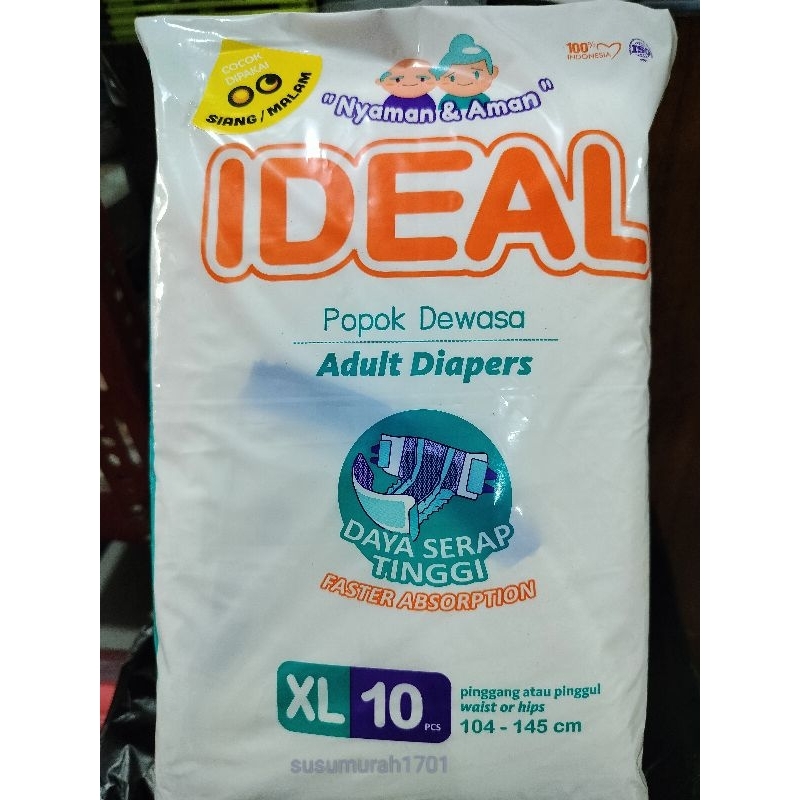 COCOK
DIPAKAI
SIANG/MALAM
100%
INDONESIA
"Nyaman & Aman"
IDEAL
Popok Dewasa
Adult Diapers
DAYA SERAP
TINGGI
FASTER ABSORPTION
XL 10 PCS
pinggang atau pinggul
waist or hips
104 - 145 cm
susumurah1701